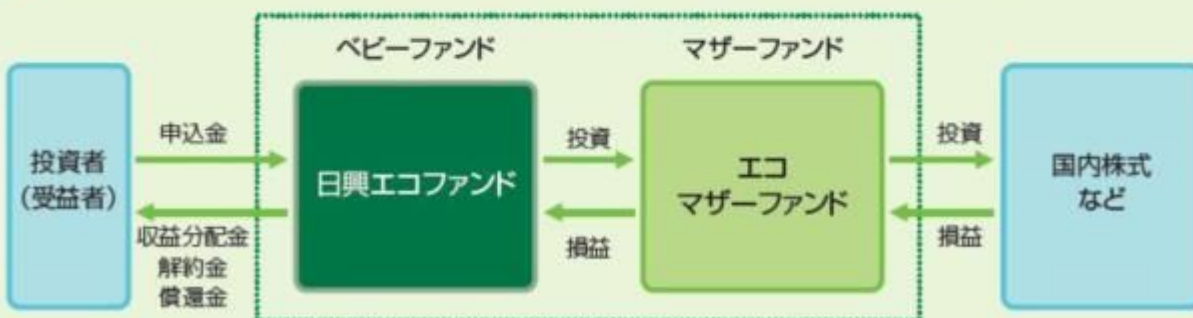 ベビーファンド
マザーファンド
投資者
(受益者)
申込金
収益分配金
解約金
償還金
日興エコファンド
投資
損益
エコ
マザーファンド
投資
損益
国内株式
など